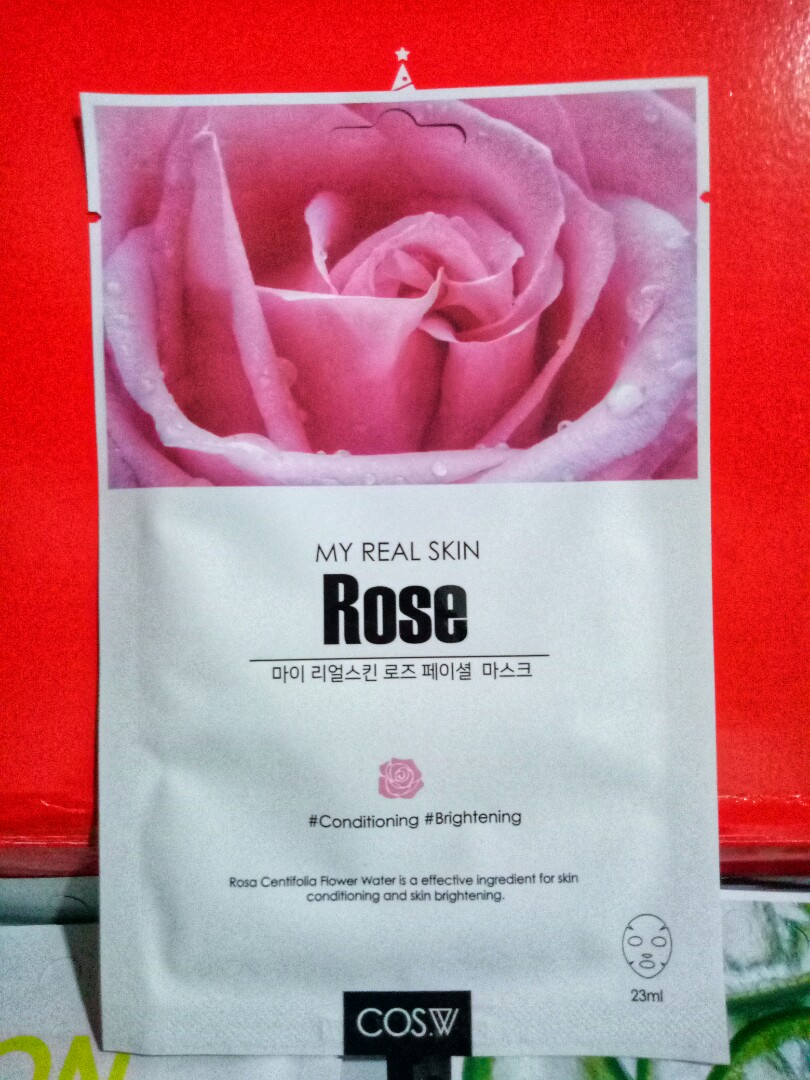 MY REAL SKIN
Rose
마이 리얼스킨 로즈 페이셜 마스크
#Conditioning #Brightening
Rosa Centifolia Flower Water is a effective ingredient for skin
conditioning and skin brightening.
23ml
COS.W